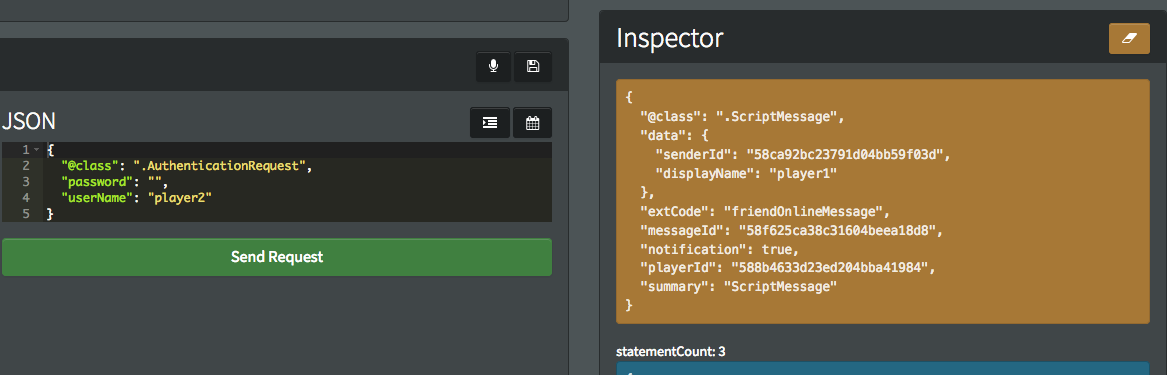 JSON
1 {
2 "@class": ".AuthenticationRequest",
3 "password": "",
4 "userName": "player2"
5 }
Send Request
Inspector
{
"@class": ".ScriptMessage",
"data": {
"senderId": "58ca92bc23791d04bb59f03d",
"displayName": "player1"
},
"extCode": "friendOnlineMessage",
"messageId": "58f625ca38c31604beea18d8",
"notification": true,
"playerId": "588b4633d23ed204bba41984",
"summary": "ScriptMessage"
}
statementCount: 3